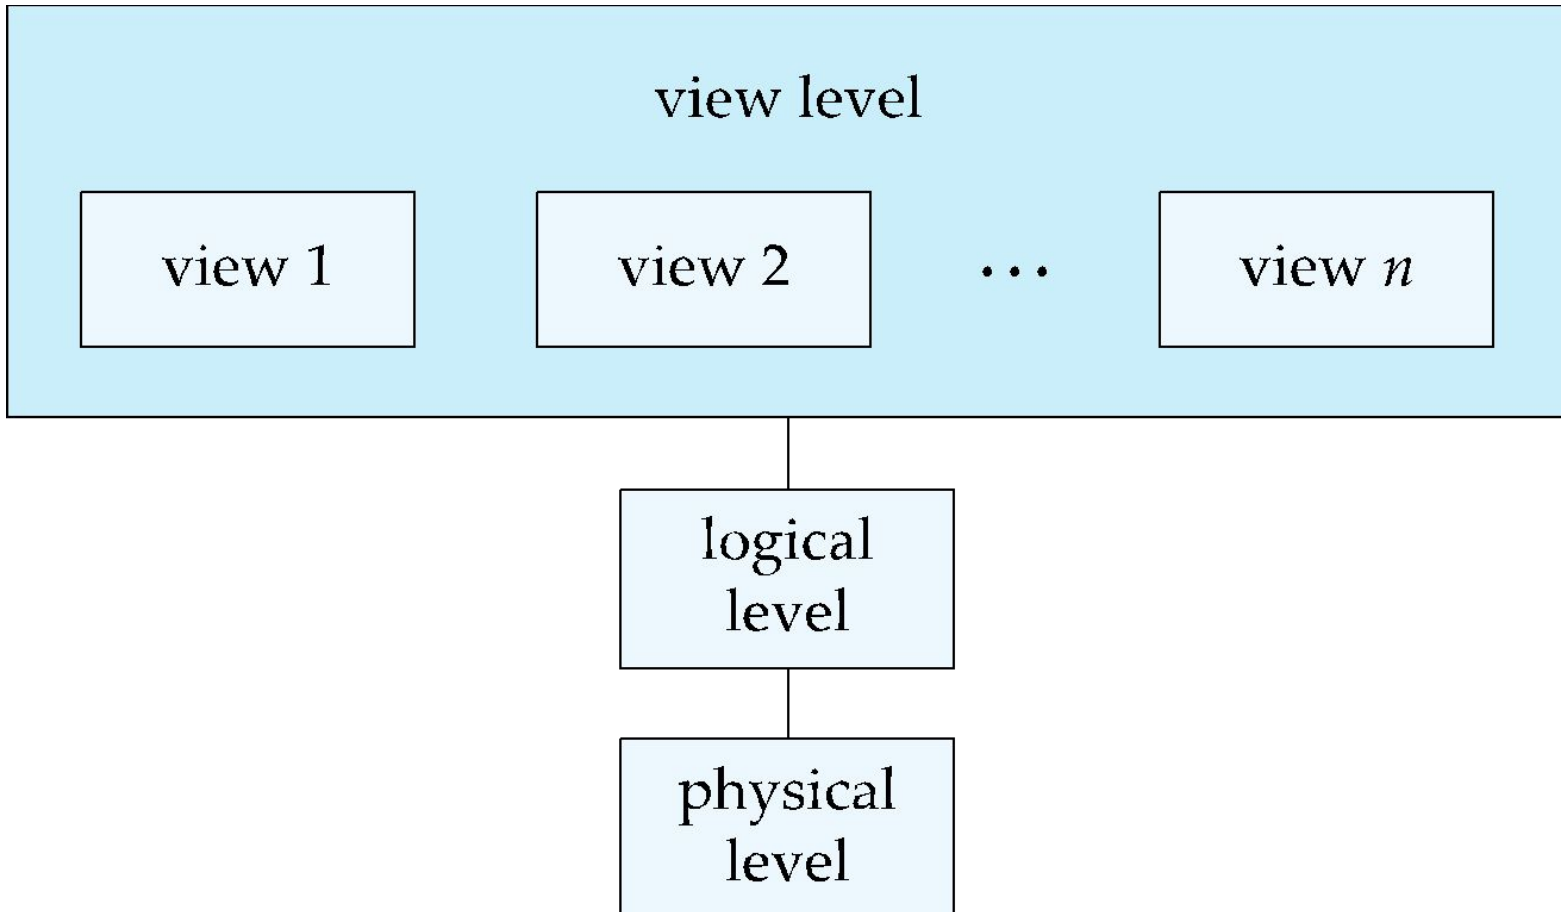 view level
view 1
view 2
...
view n
logical
level
physical
level